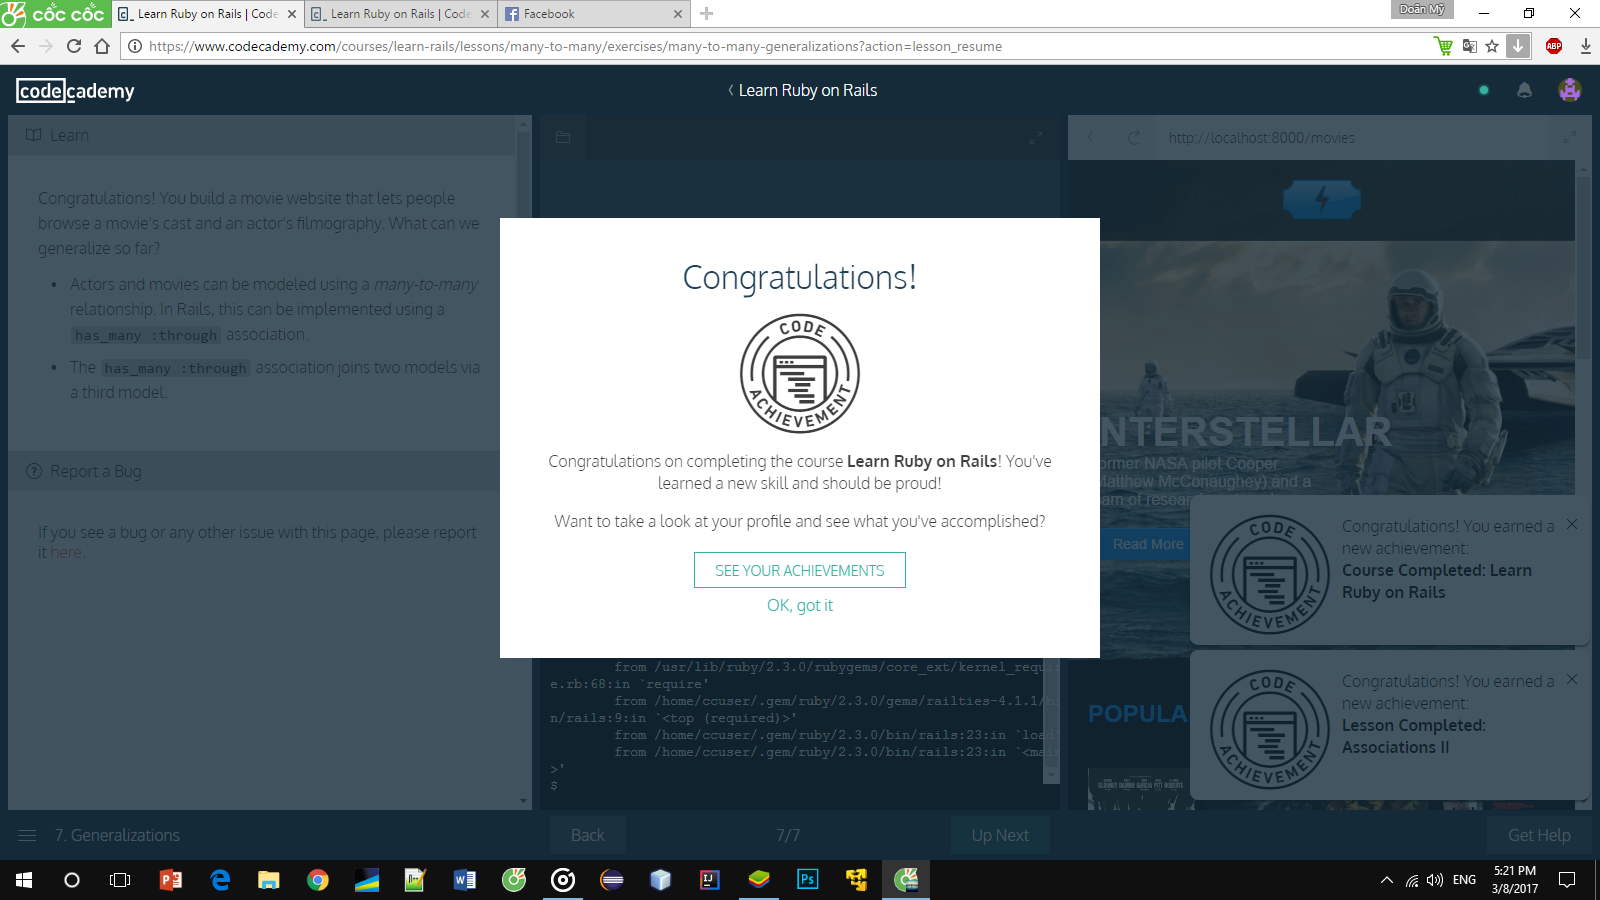 cốc cốc
Learn Ruby on Rails | Code
Learn Ruby on Rails | Code
Facebook
Doãn Mỹ
https://www.codecademy.com/courses/learn-rails/lessons/many-to-many/exercises/many-to-many-generalizations?action=lesson_resume
ABP
codecademy
Learn Ruby on Rails
Learn
Congratulations! You build a movie website that lets people
browse a movie's cast and an actor's filmography. What can we
generalize so far?
Actors and movies can be modeled using a many-to-many
relationship. In Rails, this can be implemented using a
has_many :through association.
The has_many :through association joins two models via
a third model.
Report a Bug
If you see a bug or any other issue with this page, please report
it here.
Congratulations!
CODE
ACHIEVEMENT
Congratulations on completing the course Learn Ruby on Rails! You've
learned a new skill and should be proud!
Want to take a look at your profile and see what you've accomplished?
SEE YOUR ACHIEVEMENTS
OK, got it
from /usr/lib/ruby/2.3.0/rubygems/core_ext/kernel_requir
e.rb:68:in `require'
from /home/ccuser/.gem/ruby/2.3.0/gems/railties-4.1.1/bi
n/rails:9:in `<top (required)>'
from /home/ccuser/.gem/ruby/2.3.0/bin/rails:23:in `load'
from /home/ccuser/.gem/ruby/2.3.0/bin/rails:23:in `<mai
>'
$
http://localhost:8000/movies
INTERSTELLAR
ormer NASA pilot Cooper
Matthew McConaughey) and a
Read More
POPULA
CODE
ACHIEVEMENT
Congratulations! You earned a
new achievement:
Course Completed: Learn
Ruby on Rails
CODE
ACHIEVEMENT
Congratulations! You earned a
new achievement:
Lesson Completed:
Associations II
CLOONEY DAMON GARCIA PITT ROBERTS
7. Generalizations
Back
7/7
Up Next
Get Help
ENG
5:21 PM
3/8/2017